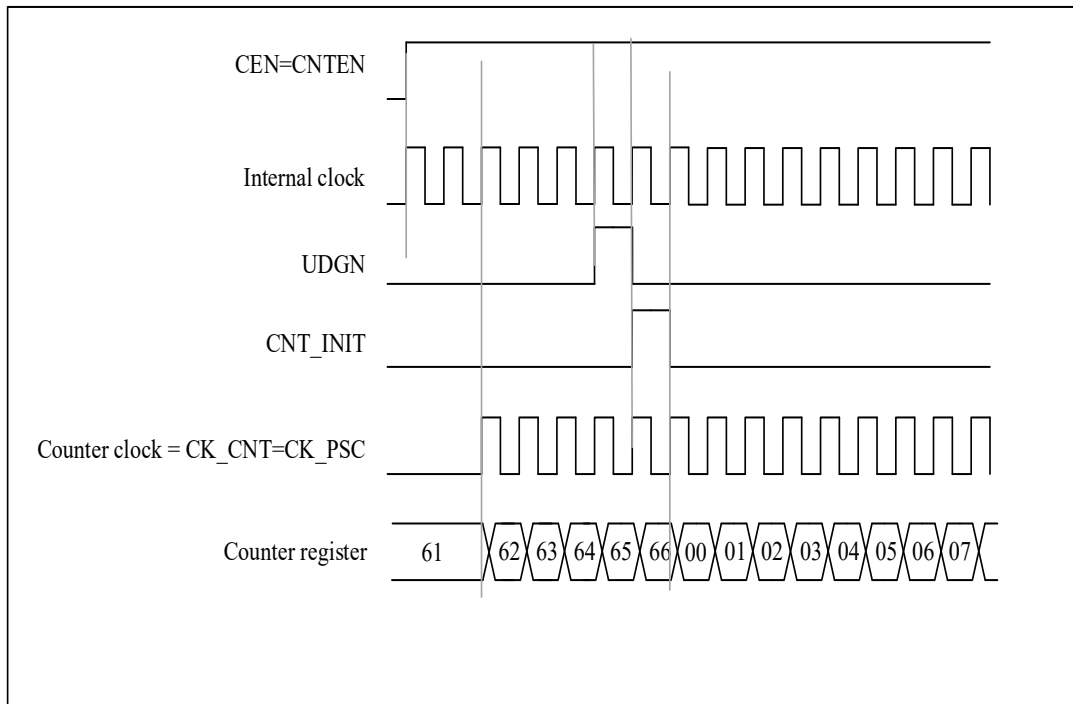 CEN=CNTEN
Internal clock
UDGN
CNT_INIT
Counter clock = CK_CNT=CK_PSC
Counter register 61 62 63 64 65 66 00 01 02 03 04 05 06 07